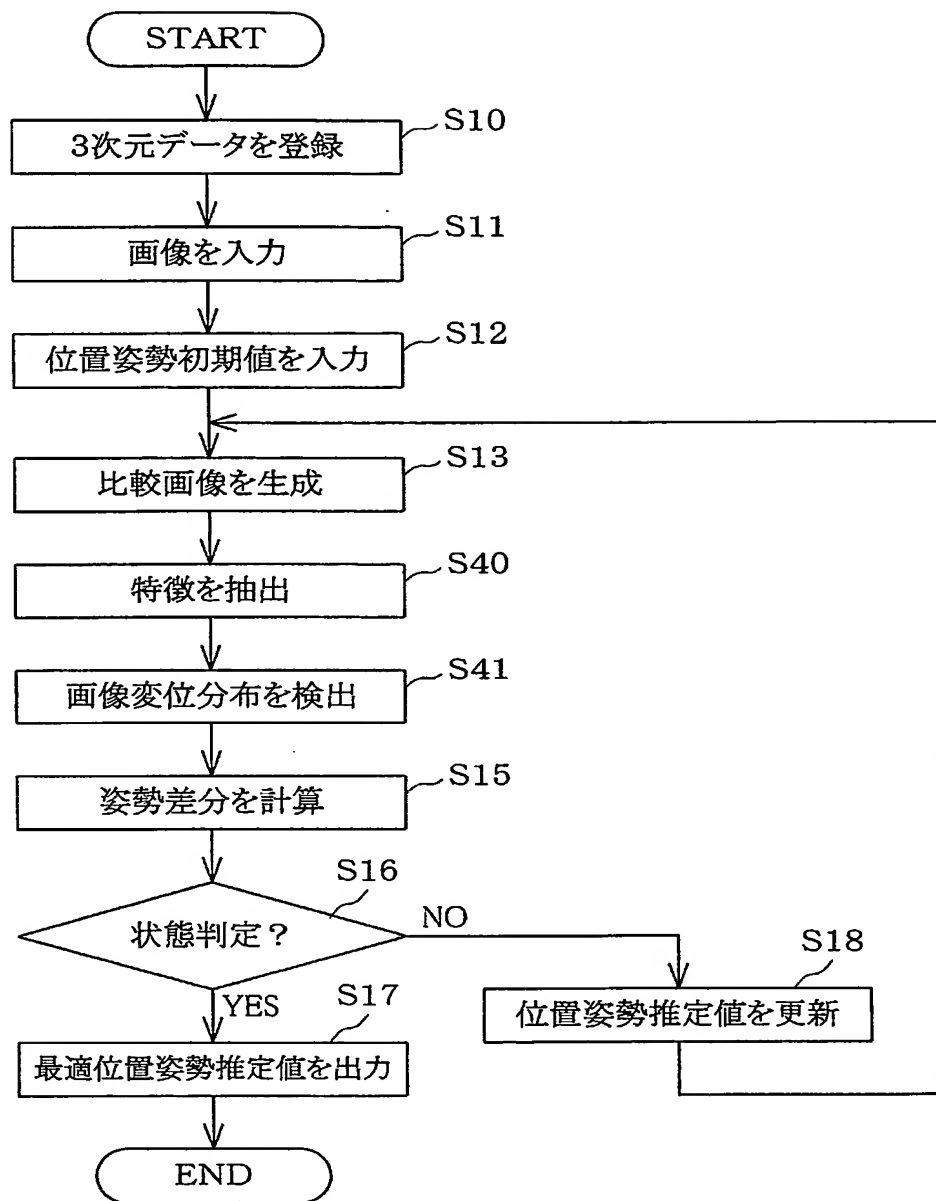 START
3次元データを登録
S10
画像を入力
S11
位置姿勢初期値を入力
S12
比較画像を生成
S13
特徴を抽出
S40
画像変位分布を検出
S41
姿勢差分を計算
S15
状態判定？
S16
NO
YES
位置姿勢推定値を更新
S18
最適位置姿勢推定値を出力
S17
END